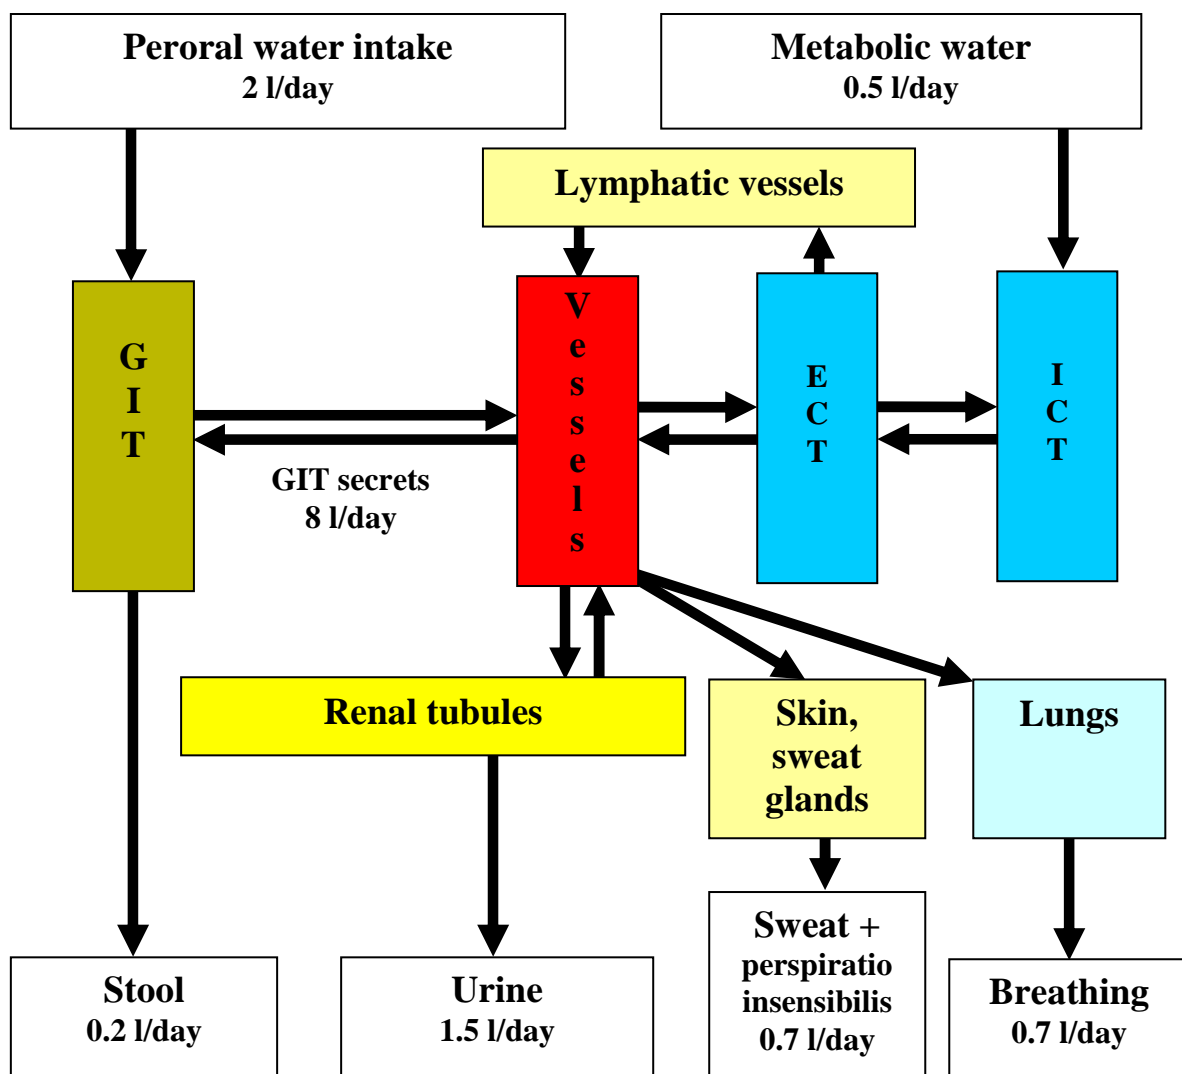 Peroral water intake
2 l/day
Metabolic water
0.5 l/day
Lymphatic vessels
G
I
T
V
e
s
s
e
l
s
E
C
T
I
C
T
GIT secrets
8 l/day
Renal tubules
Skin,
sweat
glands
Lungs
Stool
0.2 l/day
Urine
1.5 l/day
Sweat +
perspiratio
insensibilis
0.7 l/day
Breathing
0.7 l/day